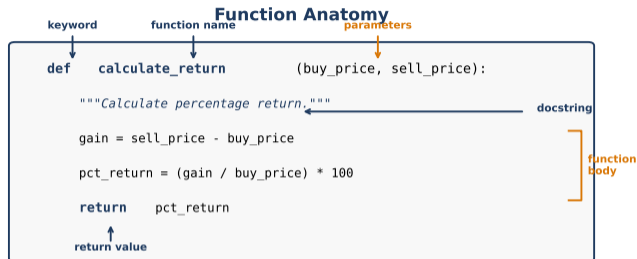 Function Anatomy
keyword function name parameters
def calculate_return (buy_price, sell_price):
"""Calculate percentage return."""
docstring
gain = sell_price - buy_price
pct_return = (gain / buy_price) * 100
function
body
return pct_return
return value